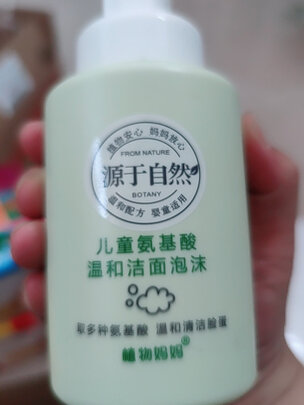 植物安心 妈妈放心
FROM NATURE
源于自然
BOTANY
温和配方 婴童适用
儿童氨基酸
温和洁面泡沫
取多种氨基酸 温和清洁脸蛋
植物妈妈®